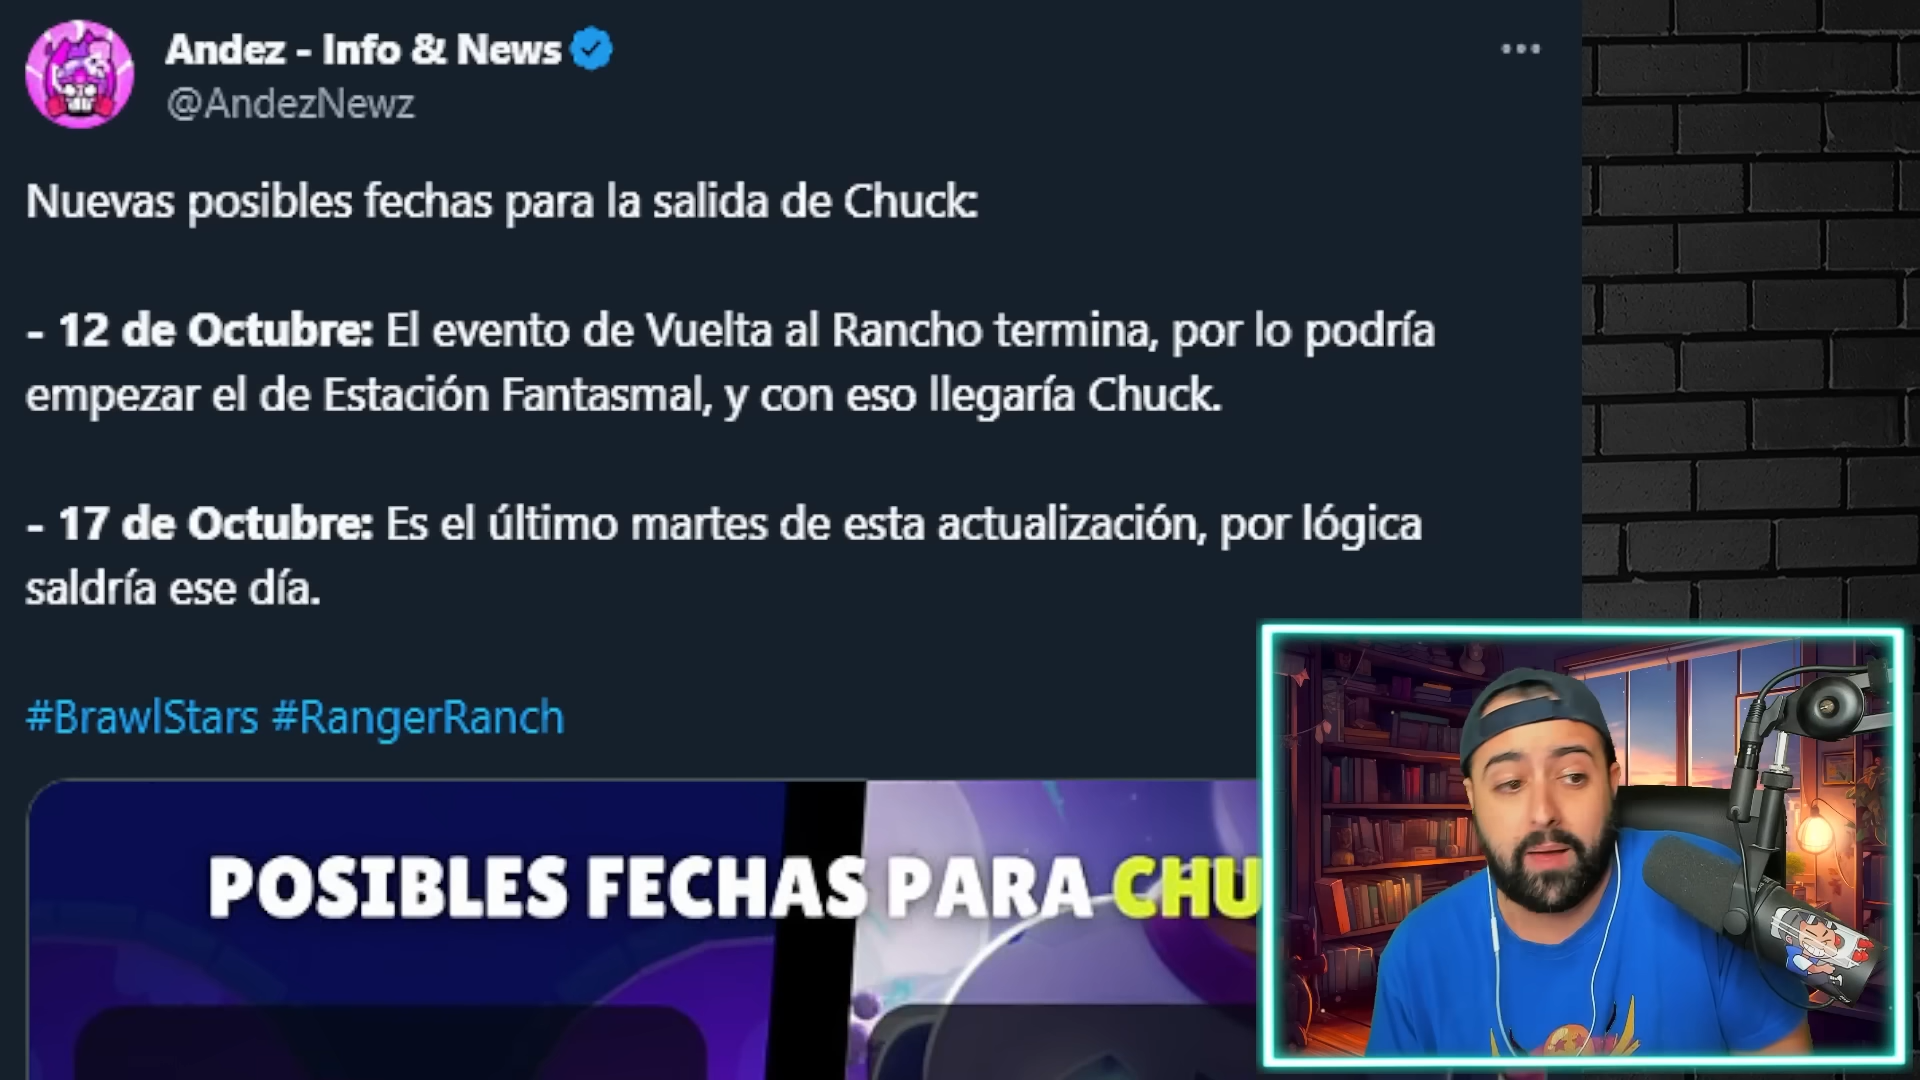 Andez - Info & News
@AndezNewz
Nuevas posibles fechas para la salida de Chuck:
- 12 de Octubre: El evento de Vuelta al Rancho termina, por lo podría
empezar el de Estación Fantasmal, y con eso llegaría Chuck.
- 17 de Octubre: Es el último martes de esta actualización, por lógica
saldría ese día.
#BrawlStars #RangerRanch
POSIBLES FECHAS PARA CHU